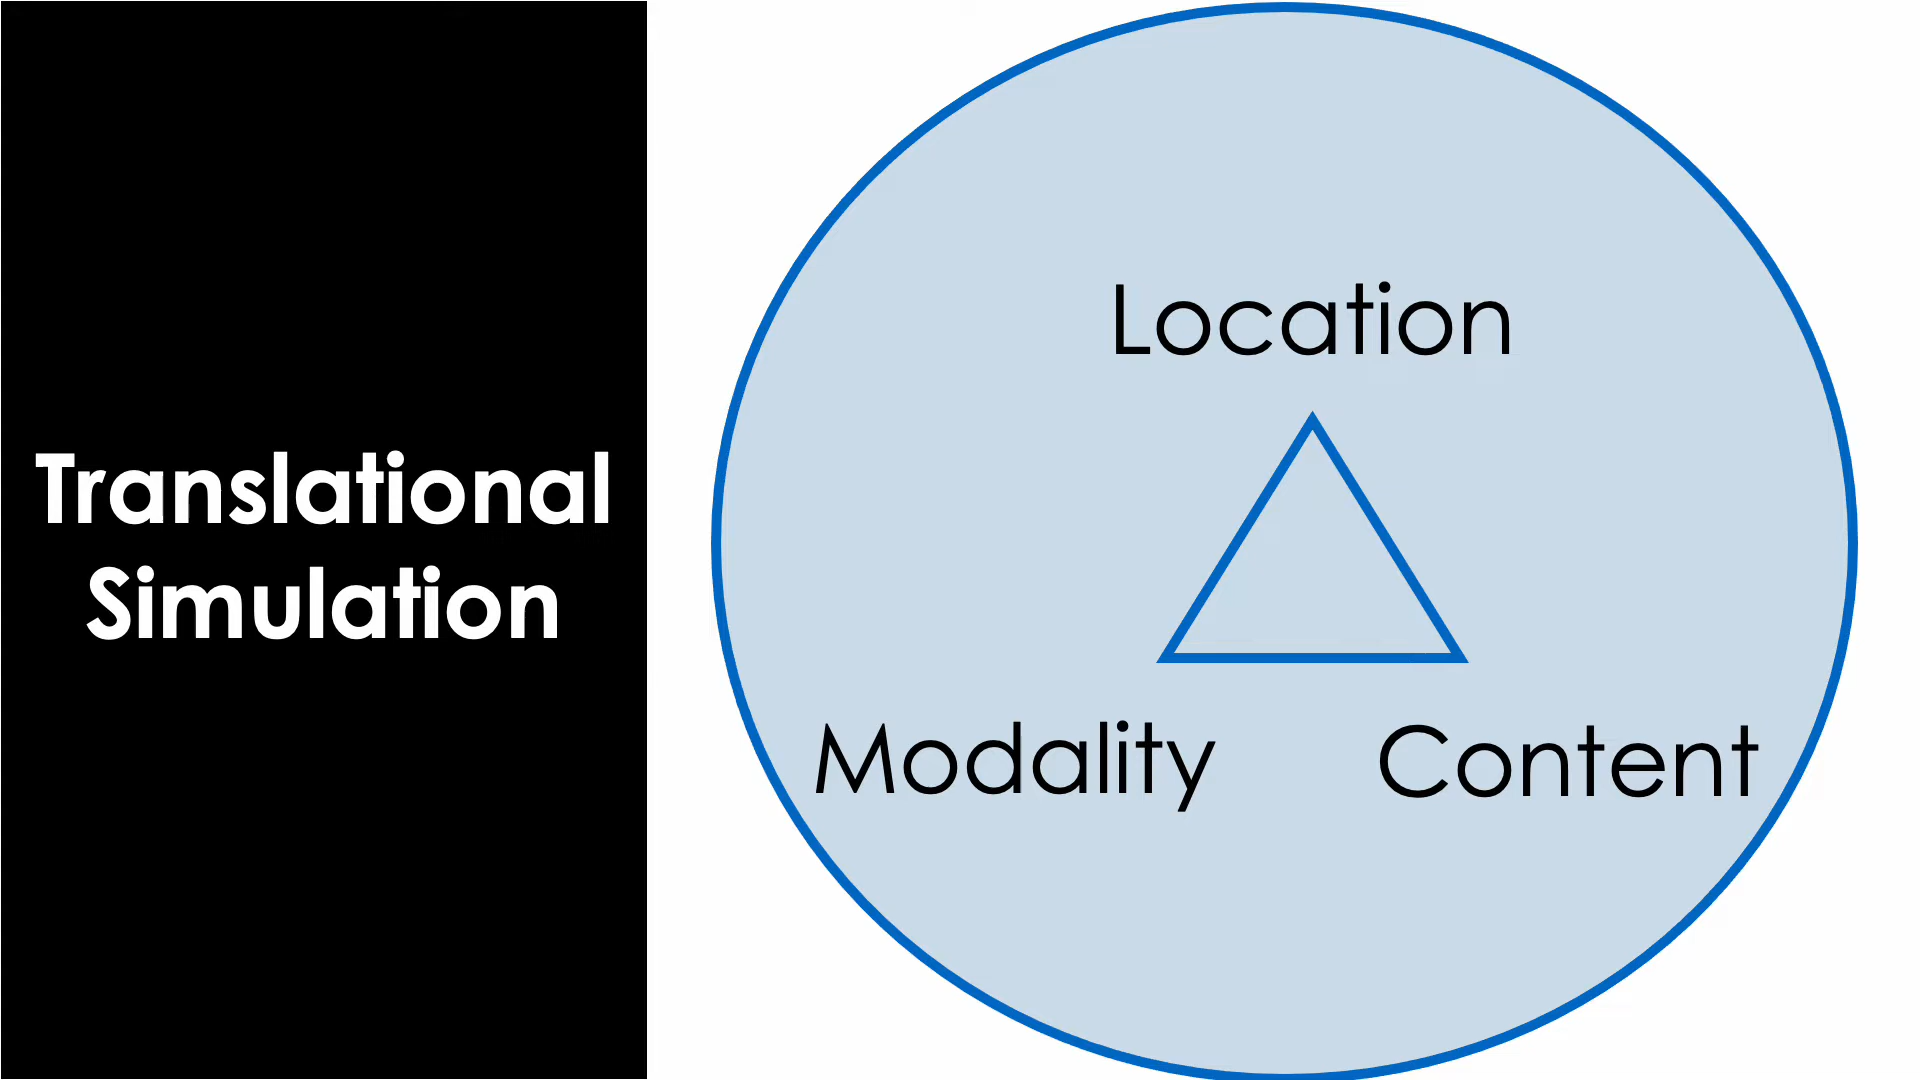 Translational
Simulation
Location
Modality
Content